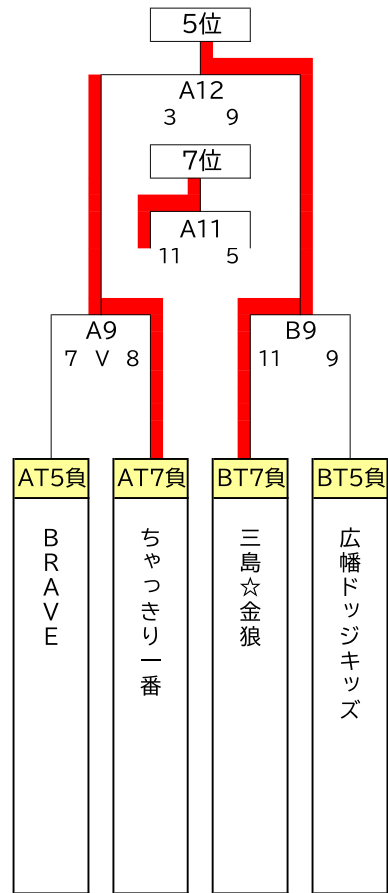 5位
A12
3 9
7位
A11
11 5
A9
7 V 8
B9
11 9
AT5負
AT7負
BT7負
BT5負
BRAVE
ちゃっきり一番
三島☆金狼
広幡ドッジキッズ